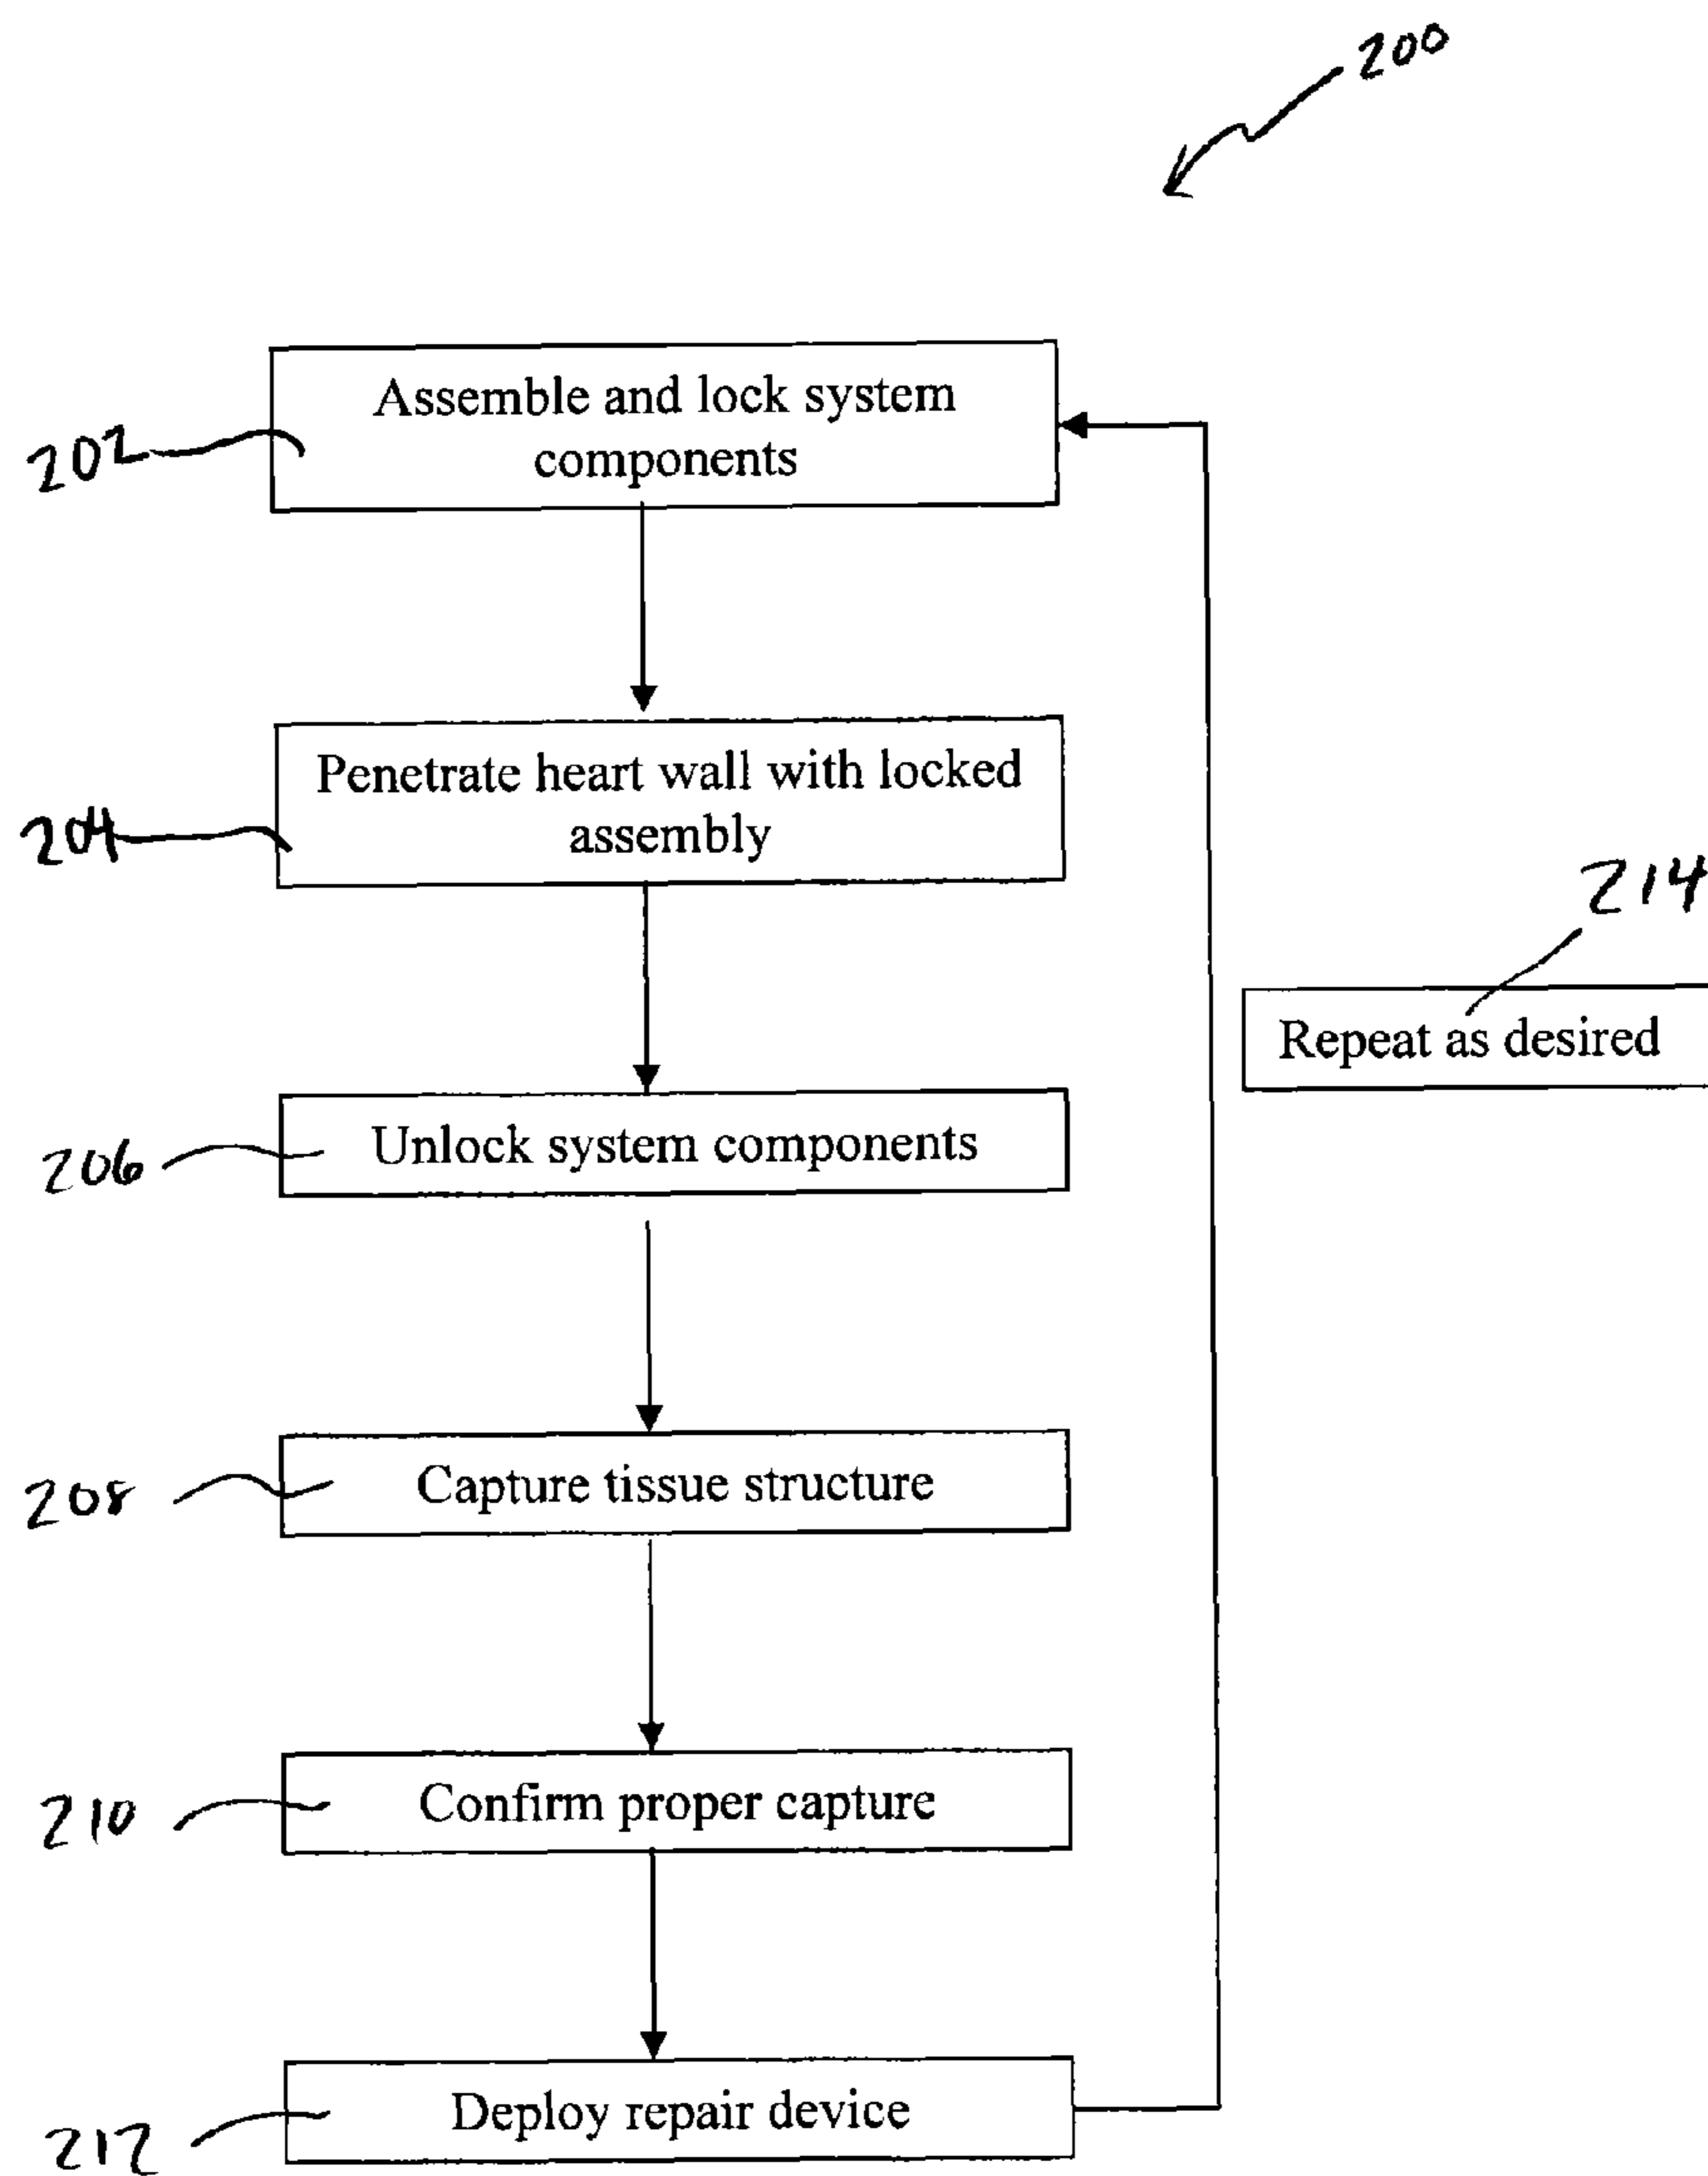 200
Assemble and lock system
components
202
Penetrate heart wall with locked
assembly
204
214
Repeat as desired
Unlock system components
206
Capture tissue structure
208
Confirm proper capture
210
Deploy repair device
212